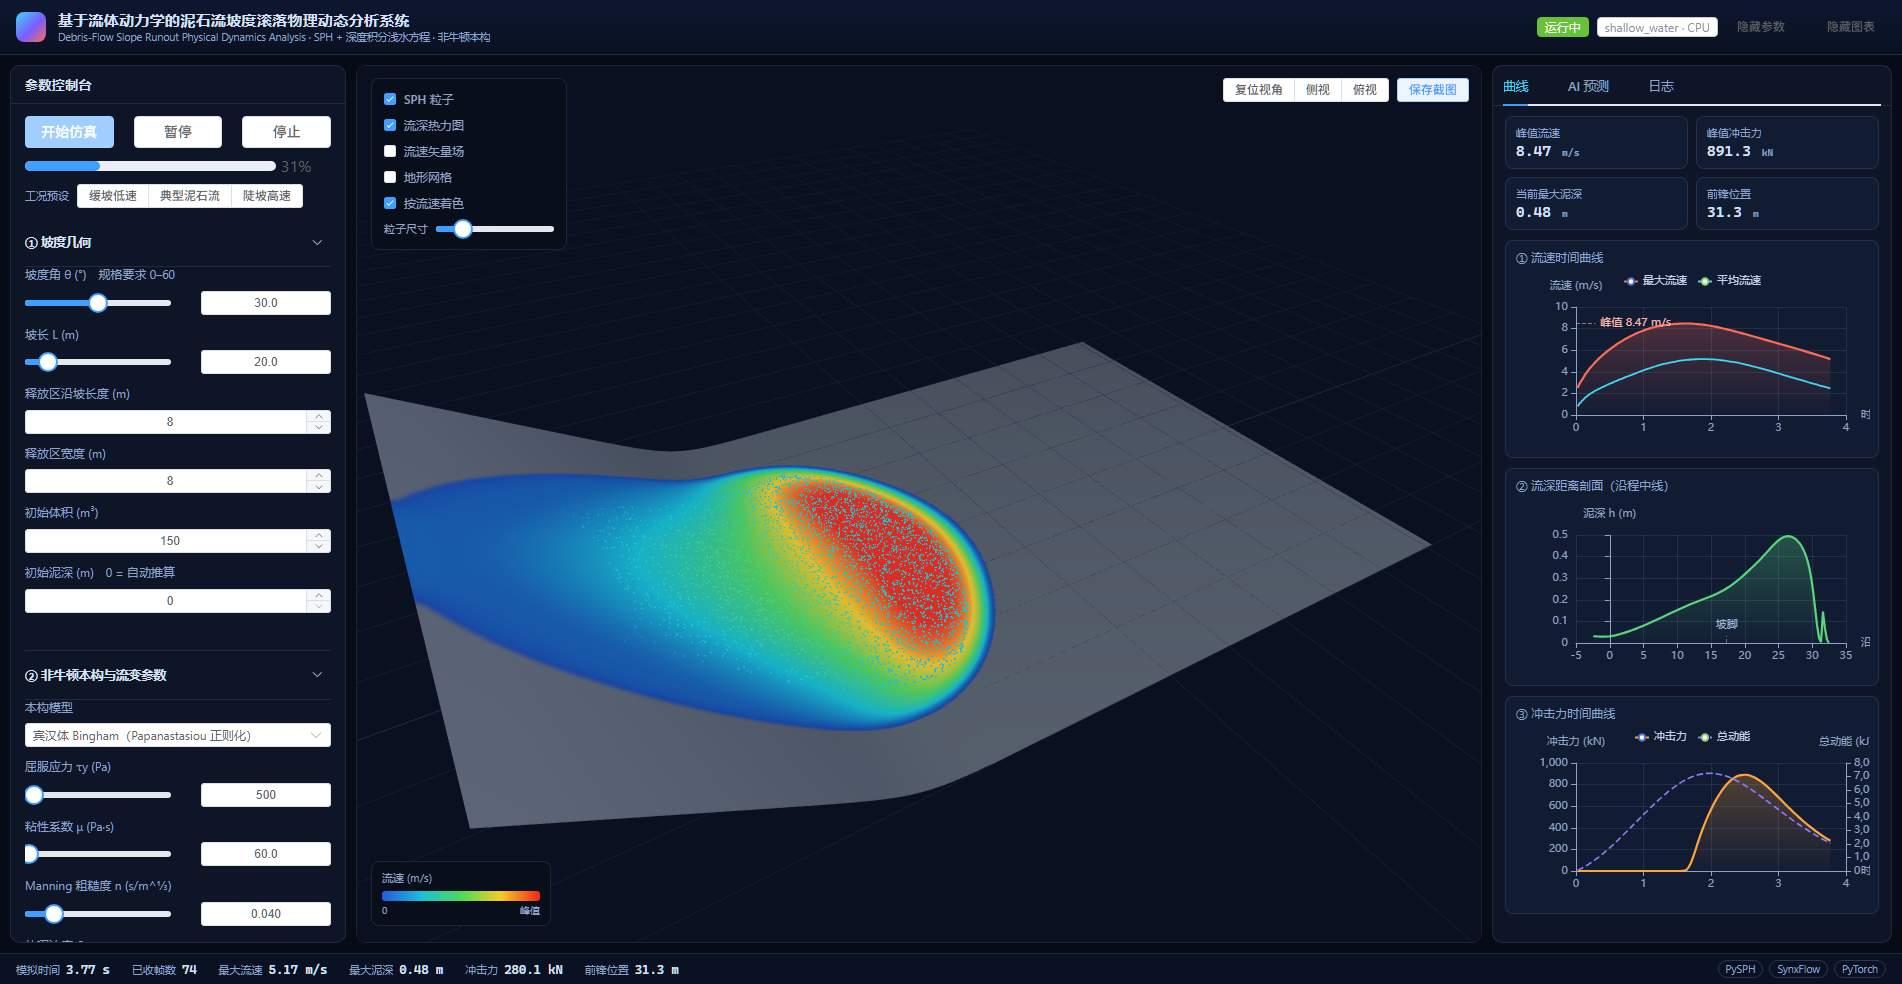 基于流体动力学的泥石流坡度滚落物理动态分析系统
Debris-Flow Slope Runout Physical Dynamics Analysis · SPH + 深度积分浅水方程 · 非牛顿本构
运行中
shallow_water · CPU
隐藏参数
隐藏图表
参数控制台
开始仿真
暂停
停止
31%
工况预设
缓坡低速
典型泥石流
陡坡高速
① 坡度几何
坡度角 θ (°) 规格要求 0–60
30.0
坡长 L (m)
20.0
释放区沿坡长度 (m)
8
释放区宽度 (m)
8
初始体积 (m³)
150
初始泥深 (m) 0 = 自动推算
0
② 非牛顿本构与流变参数
本构模型
宾汉体 Bingham（Papanastasiou 正则化）
屈服应力 τy (Pa)
500
粘性系数 μ (Pa·s)
60.0
Manning 粗糙度 n (s/m^⅓)
0.040
SPH 粒子
流深热力图
流速矢量场
地形网格
按流速着色
粒子尺寸
复位视角
侧视
俯视
保存截图
流速 (m/s)
0
峰值
曲线
AI 预测
日志
峰值流速
8.47 m/s
峰值冲击力
891.3 kN
当前最大泥深
0.48 m
前锋位置
31.3 m
① 流速时间曲线
流速 (m/s)
最大流速
平均流速
10
8
6
4
2
0
峰值 8.47 m/s
0 1 2 3 4
时
② 流深距离剖面（沿程中线）
泥深 h (m)
0.5
0.4
0.3
0.2
0.1
0
坡脚
-5 0 5 10 15 20 25 30 35
沿
③ 冲击力时间曲线
冲击力 (kN)
冲击力
总动能
总动能 (kJ
1,000
800
600
400
200
0
8,0
7,0
6,0
5,0
4,0
3,0
2,0
1,0
0时
0 1 2 3 4
模拟时间 3.77 s
已收帧数 74
最大流速 5.17 m/s
最大泥深 0.48 m
冲击力 280.1 kN
前锋位置 31.3 m
PySPH
SynxFlow
PyTorch